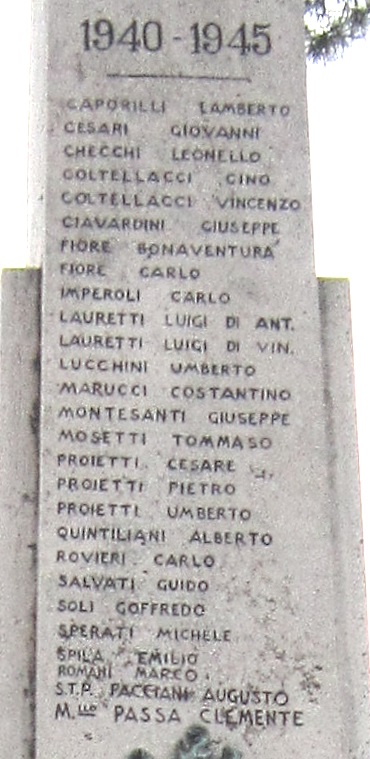 1940-1945
CAPORILLI LAMBERTO
CESARI GIOVANNI
CHECCHI LEONELLO
COLTELLACCI GINO
COLTELLACCI VINCENZO
CIAVARDINI GIUSEPPE
FIORE BONAVENTURA
FIORE CARLO
IMPEROLI CARLO
LAURETTI LUIGI DI ANT.
LAURETTI LUIGI DI VIN.
LUCCHINI UMBERTO
MARUCCI COSTANTINO
MONTESANTI GIUSEPPE
MOSETTI TOMMASO
PROIETTI CESARE
PROIETTI PIETRO
PROIETTI UMBERTO
QUINTILIANI ALBERTO
ROVIERI CARLO
SALVATI GUIDO
SOLI GOFFREDO
SPERATI MICHELE
SPILA EMILIO
ROMANI MARCO
S.T.P. PACCIANI AUGUSTO
M.llo PASSA CLEMENTE